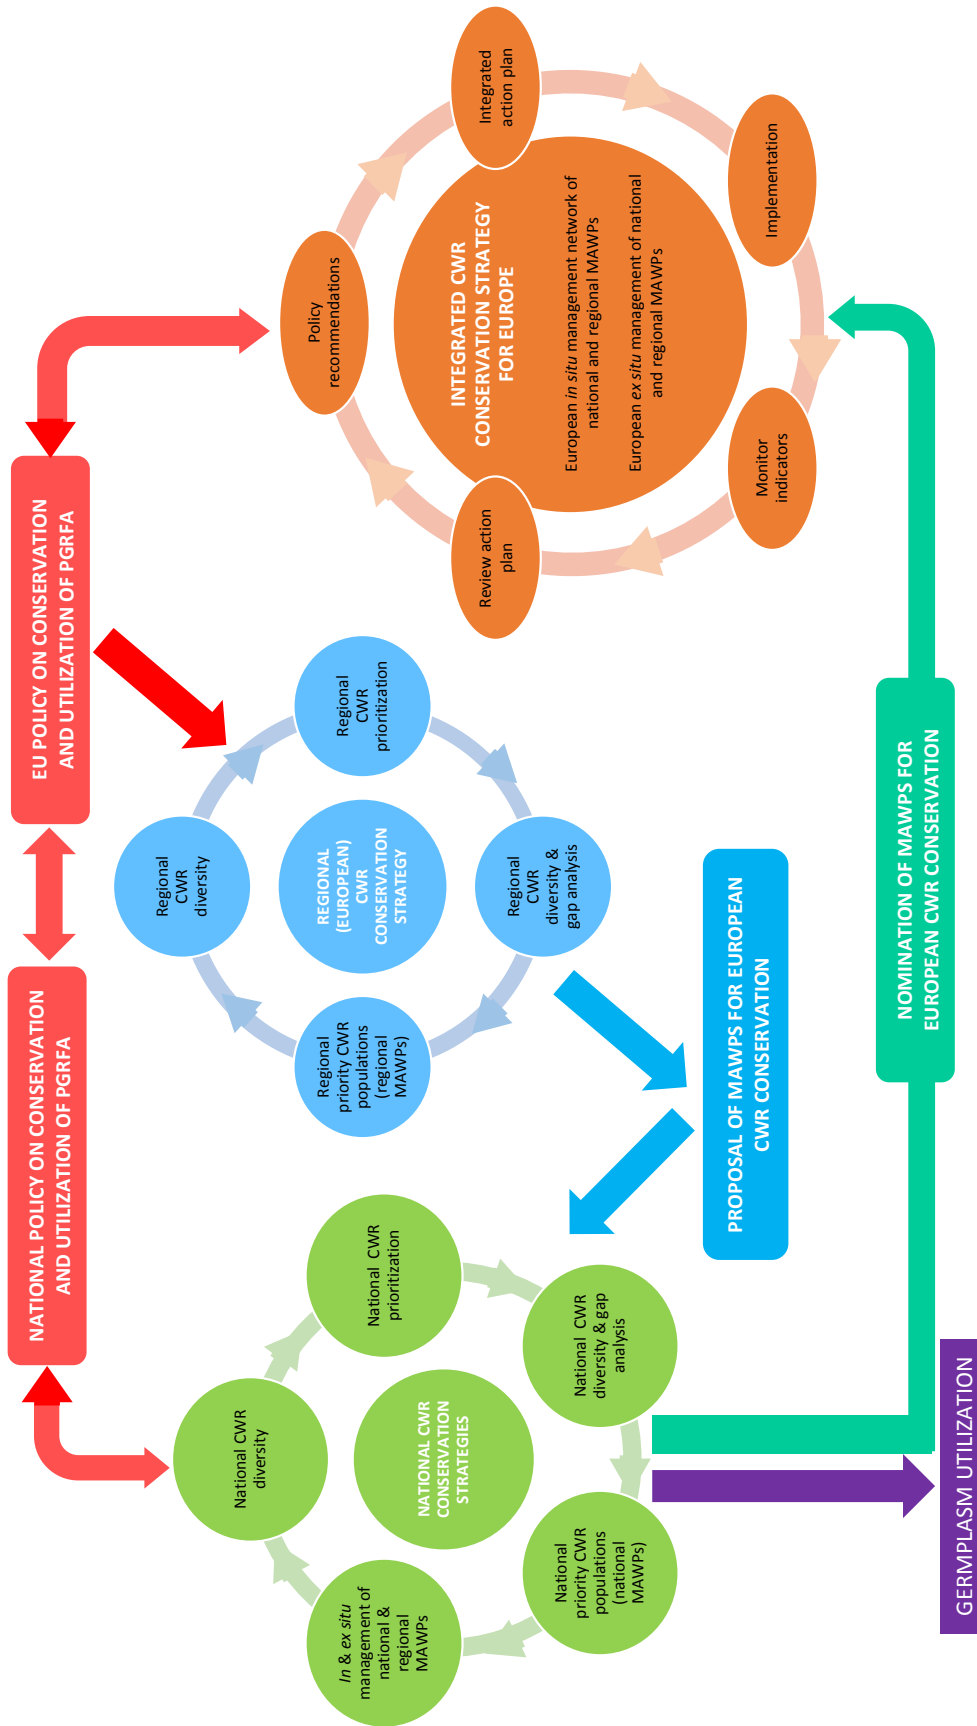 NATIONAL POLICY ON CONSERVATION
AND UTILIZATION OF PGRFA
EU POLICY ON CONSERVATION
AND UTILIZATION OF PGRFA
National CWR
diversity
National CWR
prioritization
National CWR
diversity & gap
analysis
National
priority CWR
populations
(national
MAWPs)
In & ex situ
management of
national &
regional
MAWPs
NATIONAL CWR
CONSERVATION
STRATEGIES
Regional
CWR
diversity
Regional
CWR
prioritization
Regional
CWR
diversity &
gap analysis
Regional
priority CWR
populations
(regional
MAWPs)
REGIONAL
(EUROPEAN)
CWR
CONSERVATION
STRATEGY
Policy
recommendations
Integrated
action plan
Implementation
Monitor
indicators
Review action
plan
INTEGRATED CWR
CONSERVATION STRATEGY
FOR EUROPE
European in situ management network of
national and regional MAWPs
European ex situ management of national
and regional MAWPs
PROPOSAL OF MAWPS FOR EUROPEAN
CWR CONSERVATION
NOMINATION OF MAWPS FOR
EUROPEAN CWR CONSERVATION
GERMPLASM UTILIZATION